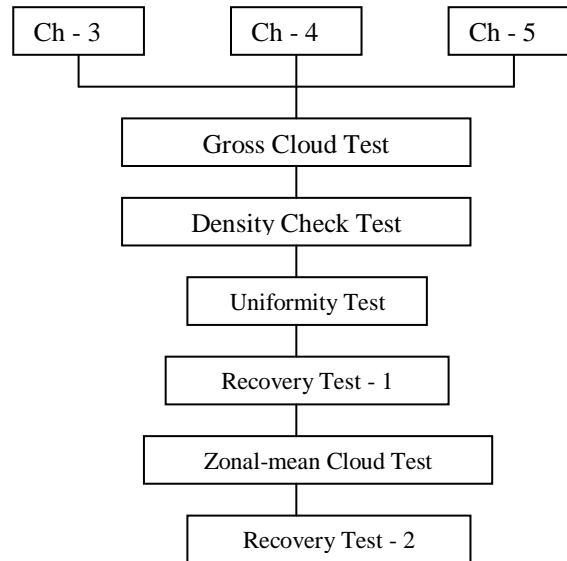 Ch - 3
Ch - 4
Ch - 5
Gross Cloud Test
Density Check Test
Uniformity Test
Recovery Test - 1
Zonal-mean Cloud Test
Recovery Test - 2